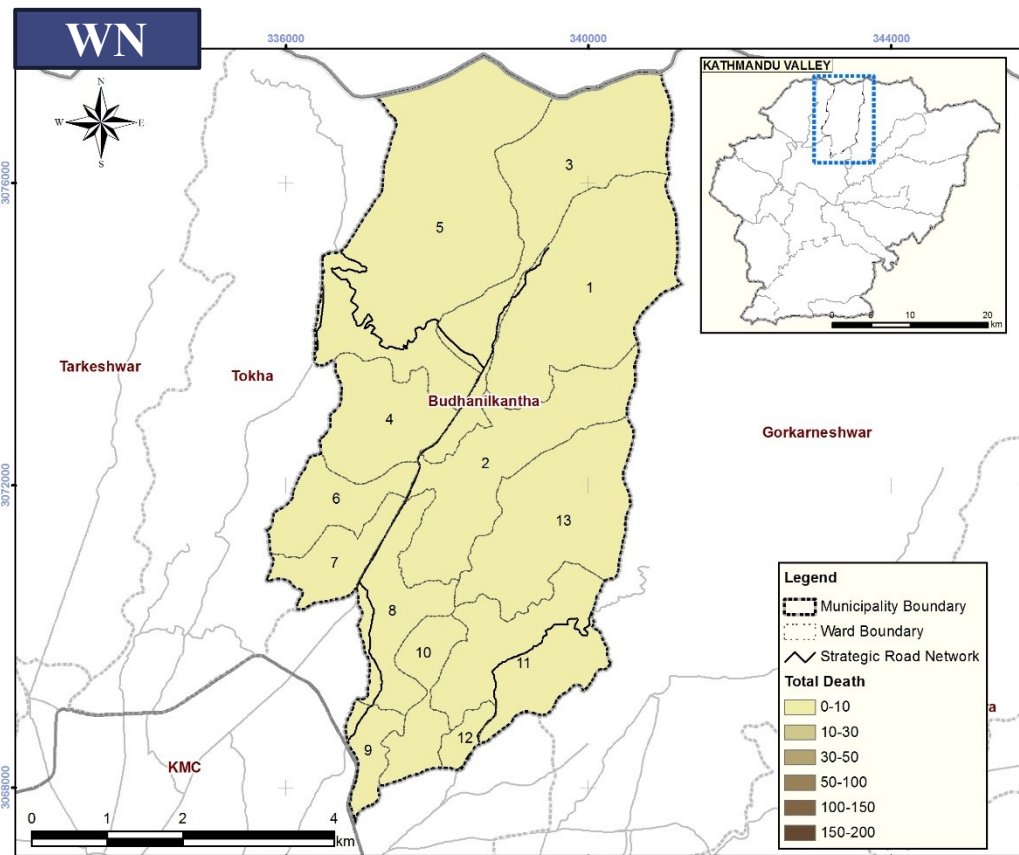 WN
336000
340000
344000
N
W
E
S
KATHMANDU VALLEY
0 5 10 20
km
3076000
3
5
1
Tarkeshwar
Tokha
Budhanilkantha
4
Gorkarneshwar
2
3072000
6
13
7
8
10
11
12
9
KMC
3068000
0 1 2 4
km
Legend
Municipality Boundary
Ward Boundary
Strategic Road Network
Total Death
0-10
10-30
30-50
50-100
100-150
150-200